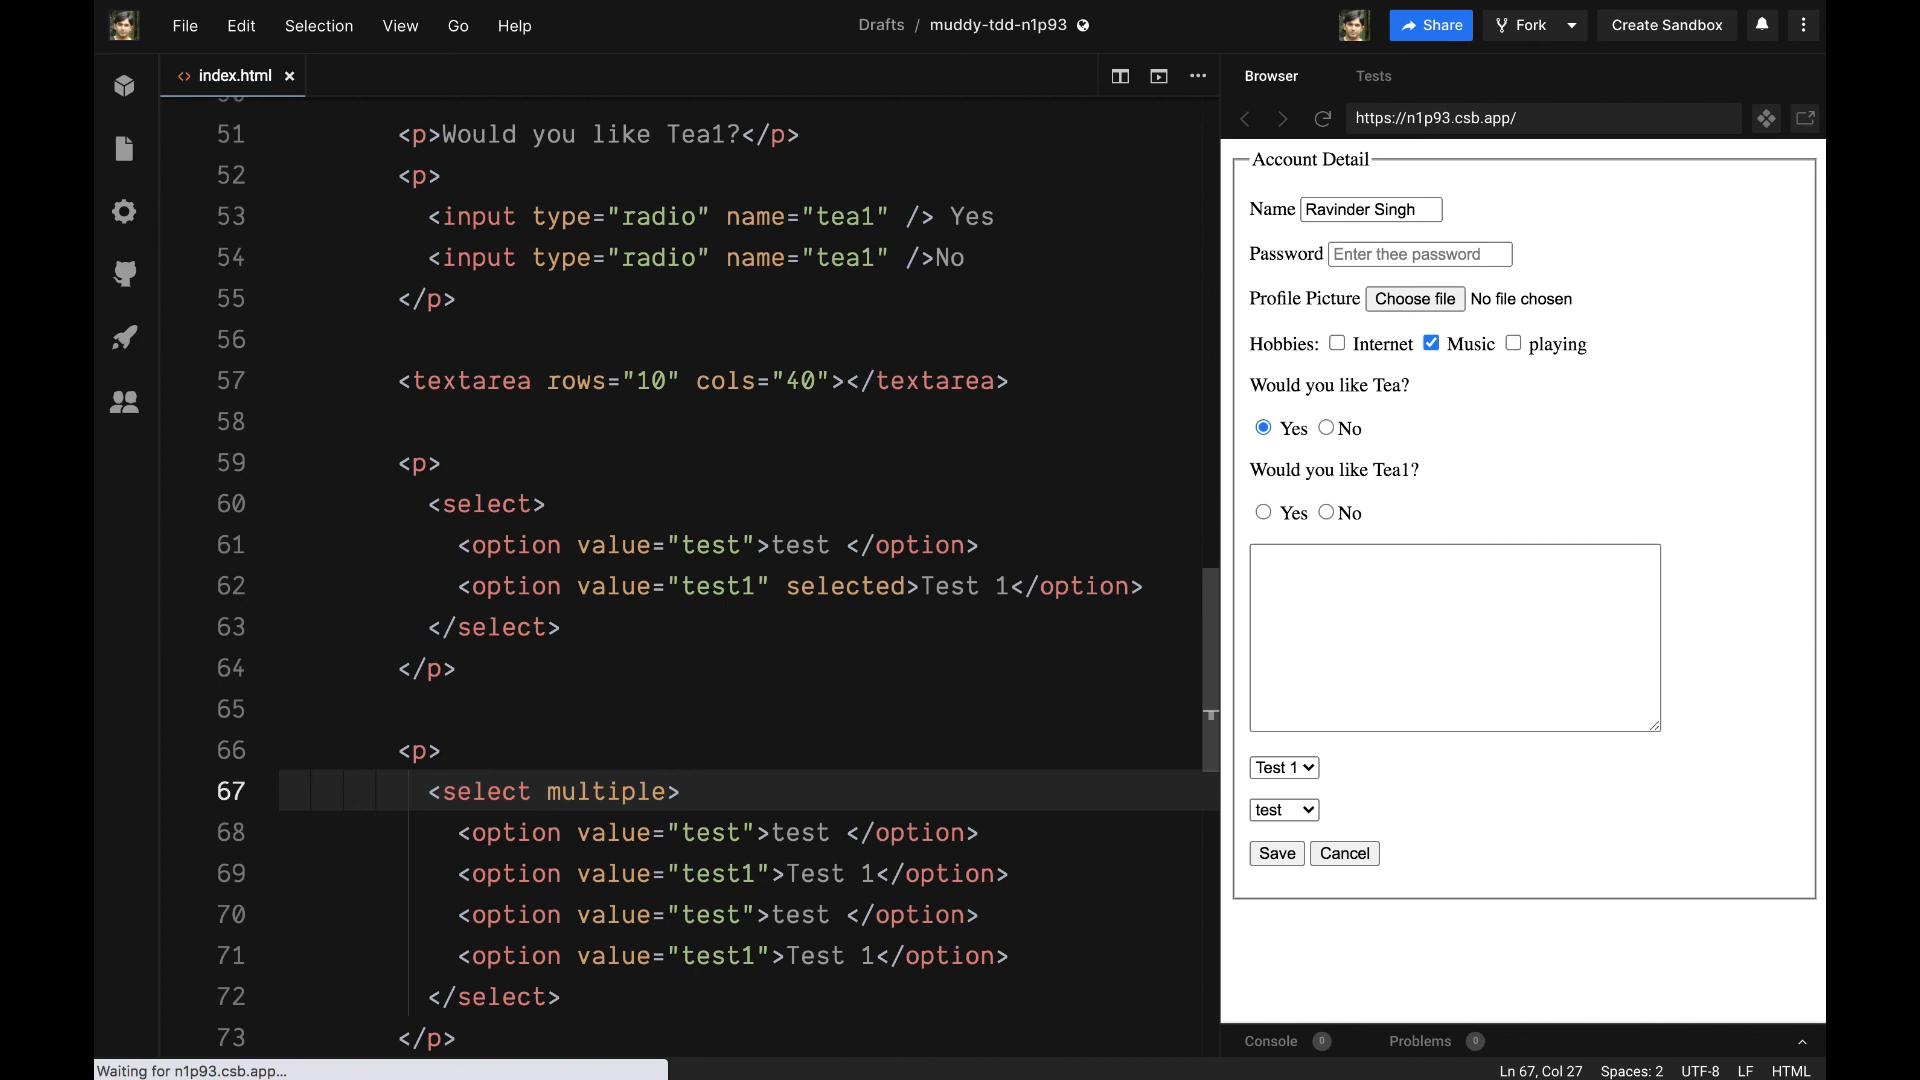 File Edit Selection View Go Help Drafts / muddy-tdd-n1p93 Share Fork Create Sandbox
<> index.html × Browser Tests
https://n1p93.csb.app/
51 <p>Would you like Tea1?</p>
52 <p>
53 <input type="radio" name="tea1" /> Yes
54 <input type="radio" name="tea1" />No
55 </p>
56
57 <textarea rows="10" cols="40"></textarea>
58
59 <p>
60 <select>
61 <option value="test">test </option>
62 <option value="test1" selected>Test 1</option>
63 </select>
64 </p>
65
66 <p>
67 <select multiple>
68 <option value="test">test </option>
69 <option value="test1">Test 1</option>
70 <option value="test">test </option>
71 <option value="test1">Test 1</option>
72 </select>
73 </p>
Account Detail
Name Ravinder Singh
Password Enter thee password
Profile Picture Choose file No file chosen
Hobbies: Internet Music playing
Would you like Tea?
Yes No
Would you like Tea1?
Yes No
Test 1
test
Save Cancel
Console 0 Problems 0
Waiting for n1p93.csb.app... Ln 67, Col 27 Spaces: 2 UTF-8 LF HTML